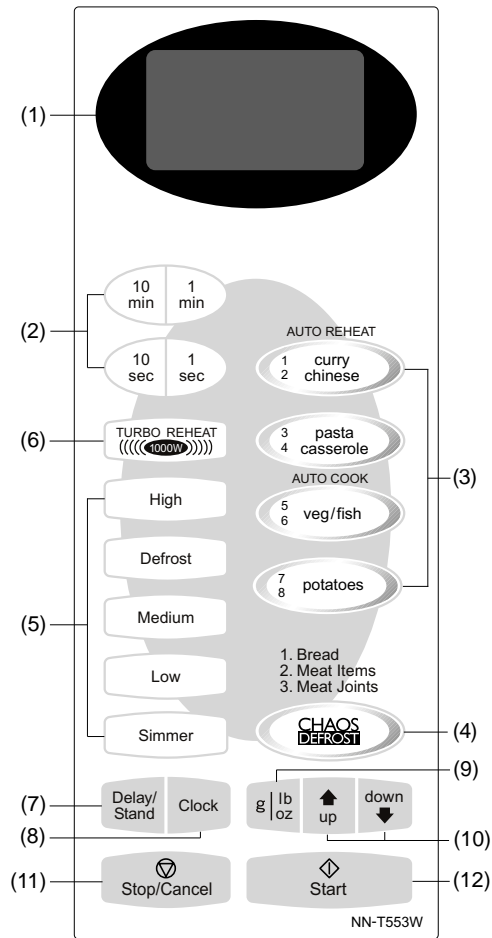 (1)
10 min
1 min
(2)
10 sec
1 sec
AUTO REHEAT
1 curry
2 chinese
(6)
TURBO REHEAT
1000W
3 pasta
4 casserole
(3)
AUTO COOK
High
5
6 veg/fish
Defrost
(5)
7
8 potatoes
Medium
Low
1. Bread
2. Meat Items
3. Meat Joints
Simmer
CHAOS
DEFROST
(4)
(9)
(7)
Delay/
Stand
Clock
g lb
oz
up
down
(8)
(10)
(11)
Stop/Cancel
Start
(12)
NN-T553W